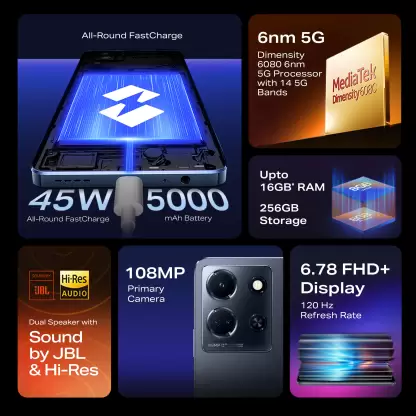 All-Round FastCharge
45W
All-Round FastCharge
5000
mAh Battery
6nm 5G
Dimensity
6080 6nm
5G Processor
with 14 5G
Bands
MediaTek
Upto
16GB* RAM
256GB
Storage
8GB
JBL
Hi-Res
AUDIO
Dual Speaker with
Sound
by JBL
& Hi-Res
108MP
Primary
Camera
6.78 FHD+
Display
120 Hz
Refresh Rate